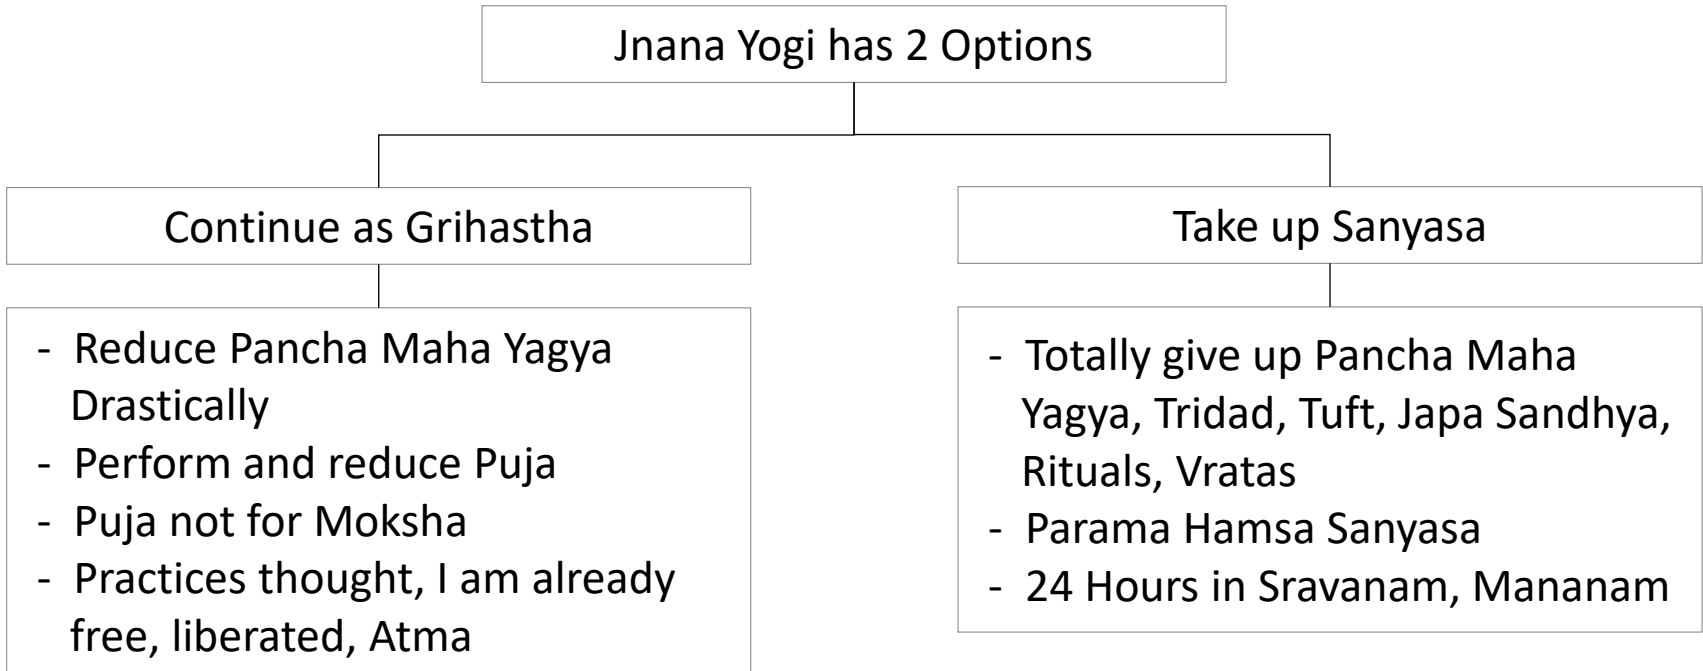 Jnana Yogi has 2 Options
Continue as Grihastha
- Reduce Pancha Maha Yagya
Drastically
- Perform and reduce Puja
- Puja not for Moksha
- Practices thought, I am already
free, liberated, Atma
Take up Sanyasa
- Totally give up Pancha Maha
Yagya, Tridad, Tuft, Japa Sandhya,
Rituals, Vratas
- Parama Hamsa Sanyasa
- 24 Hours in Sravanam, Mananam